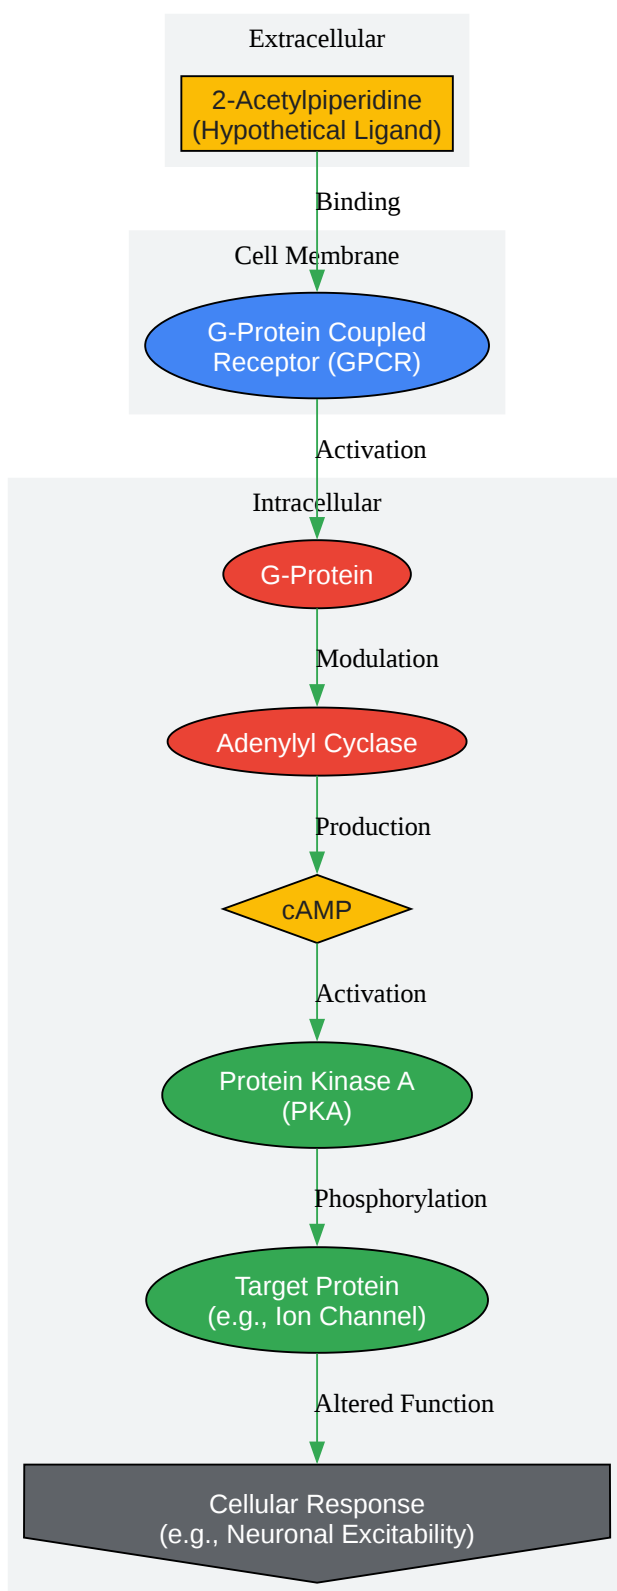 Extracellular
2-Acetylpiperidine
(Hypothetical Ligand)
Binding
Cell Membrane
G-Protein Coupled
Receptor (GPCR)
Activation
Intracellular
G-Protein
Modulation
Adenylyl Cyclase
Production
cAMP
Activation
Protein Kinase A
(PKA)
Phosphorylation
Target Protein
(e.g., Ion Channel)
Altered Function
Cellular Response
(e.g., Neuronal Excitability)